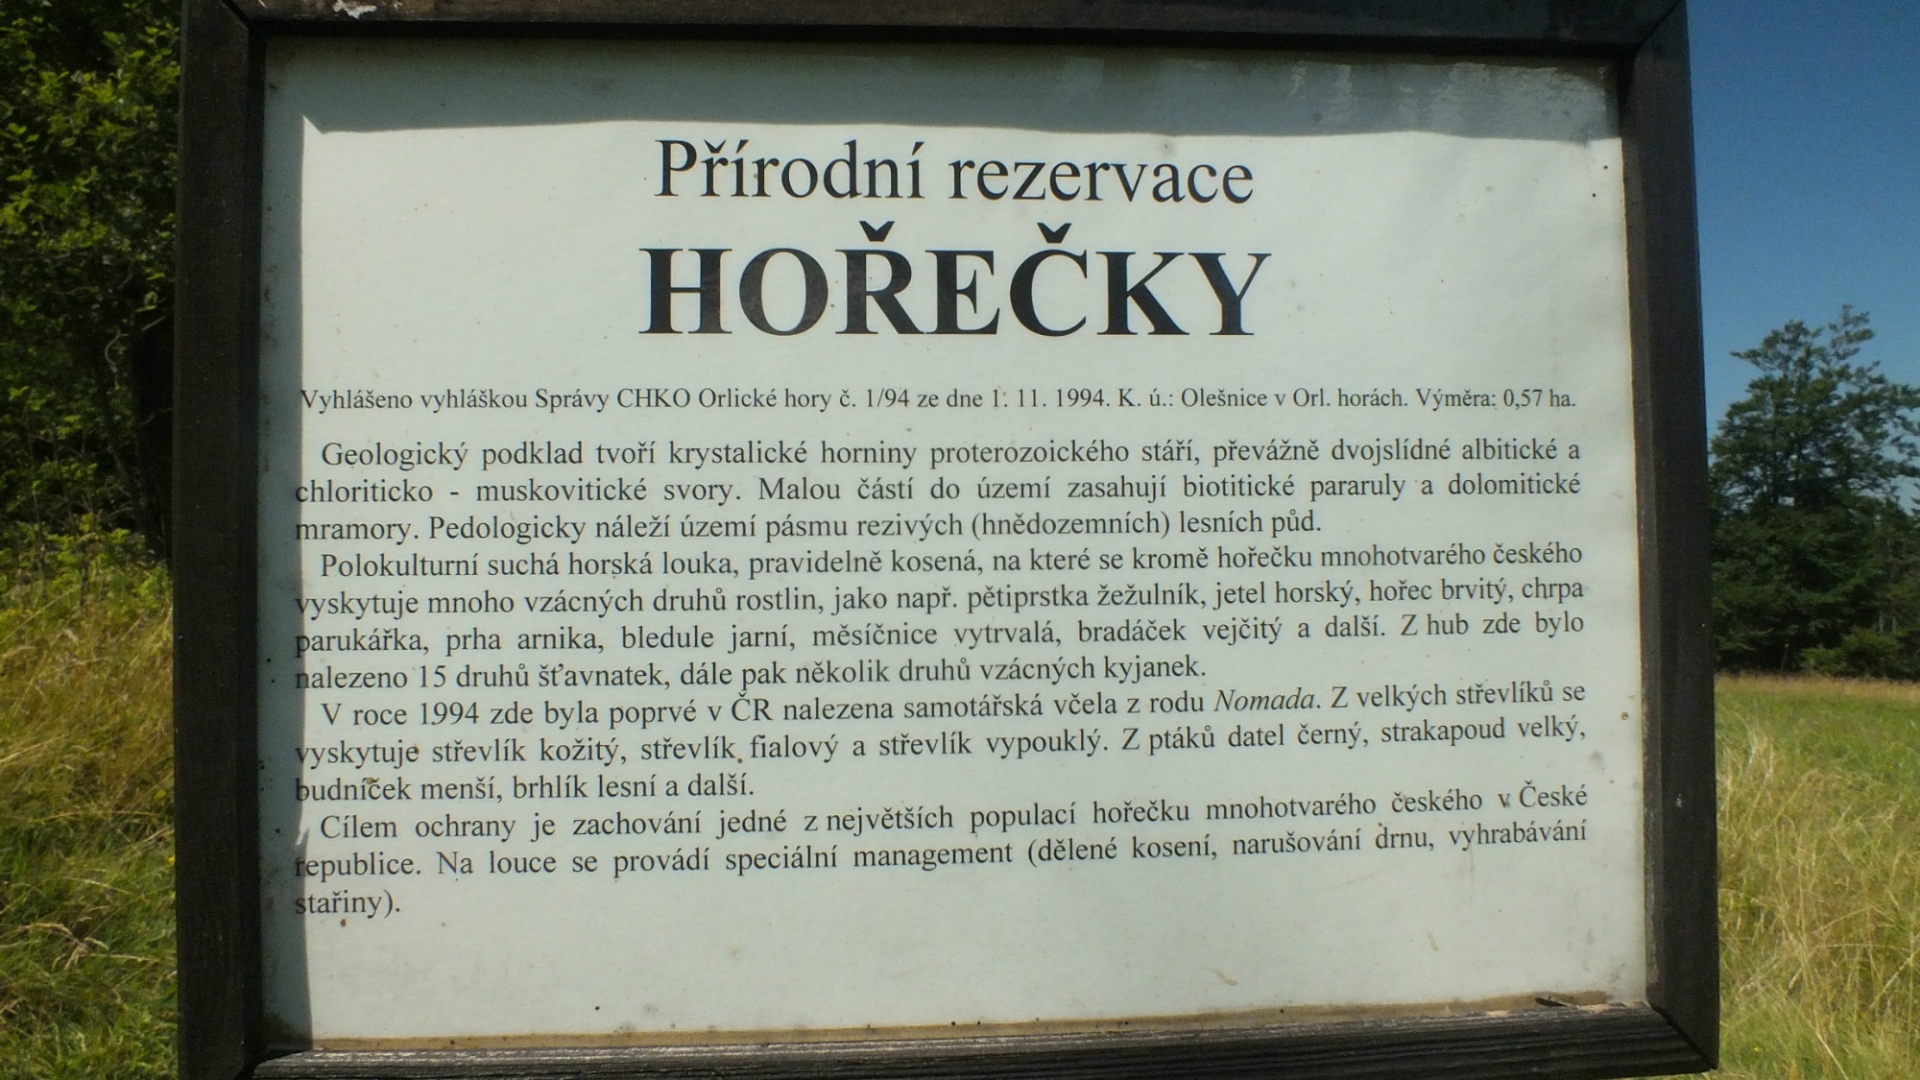 Přírodní rezervace
HOŘEČKY
Vyhlášeno vyhláškou Správy CHKO Orlické hory č. 1/94 ze dne 1. 11. 1994. K. ú.: Olešnice v Orl. horách. Výměra: 0,57 ha.
Geologický podklad tvoří krystalické horniny proterozoického stáří, převážně dvojslídné albitické a
chloriticko - muskovitické svory. Malou částí do území zasahují biotitické pararuly a dolomitické
mramory. Pedologicky náleží území pásmu rezivých (hnědozemních) lesních půd.
Polokulturní suchá horská louka, pravidelně kosená, na které se kromě hořečku mnohotvarého českého
vyskytuje mnoho vzácných druhů rostlin, jako např. pětiprstka žežulník, jetel horský, hořec brvitý, chrpa
parukářka, prha arnika, bledule jarní, měsíčnice vytrvalá, bradáček vejčitý a další. Z hub zde bylo
nalezeno 15 druhů šťavnatek, dále pak několik druhů vzácných kyjanek.
V roce 1994 zde byla poprvé v ČR nalezena samotářská včela z rodu Nomada. Z velkých střevlíků se
vyskytuje střevlík kožitý, střevlík fialový a střevlík vypouklý. Z ptáků datel černý, strakapoud velký,
budníček menší, brhlík lesní a další.
Cílem ochrany je zachování jedné z největších populací hořečku mnohotvarého českého v České
republice. Na louce se provádí speciální management (dělené kosení, narušování drnu, vyhrabávání
stařiny).